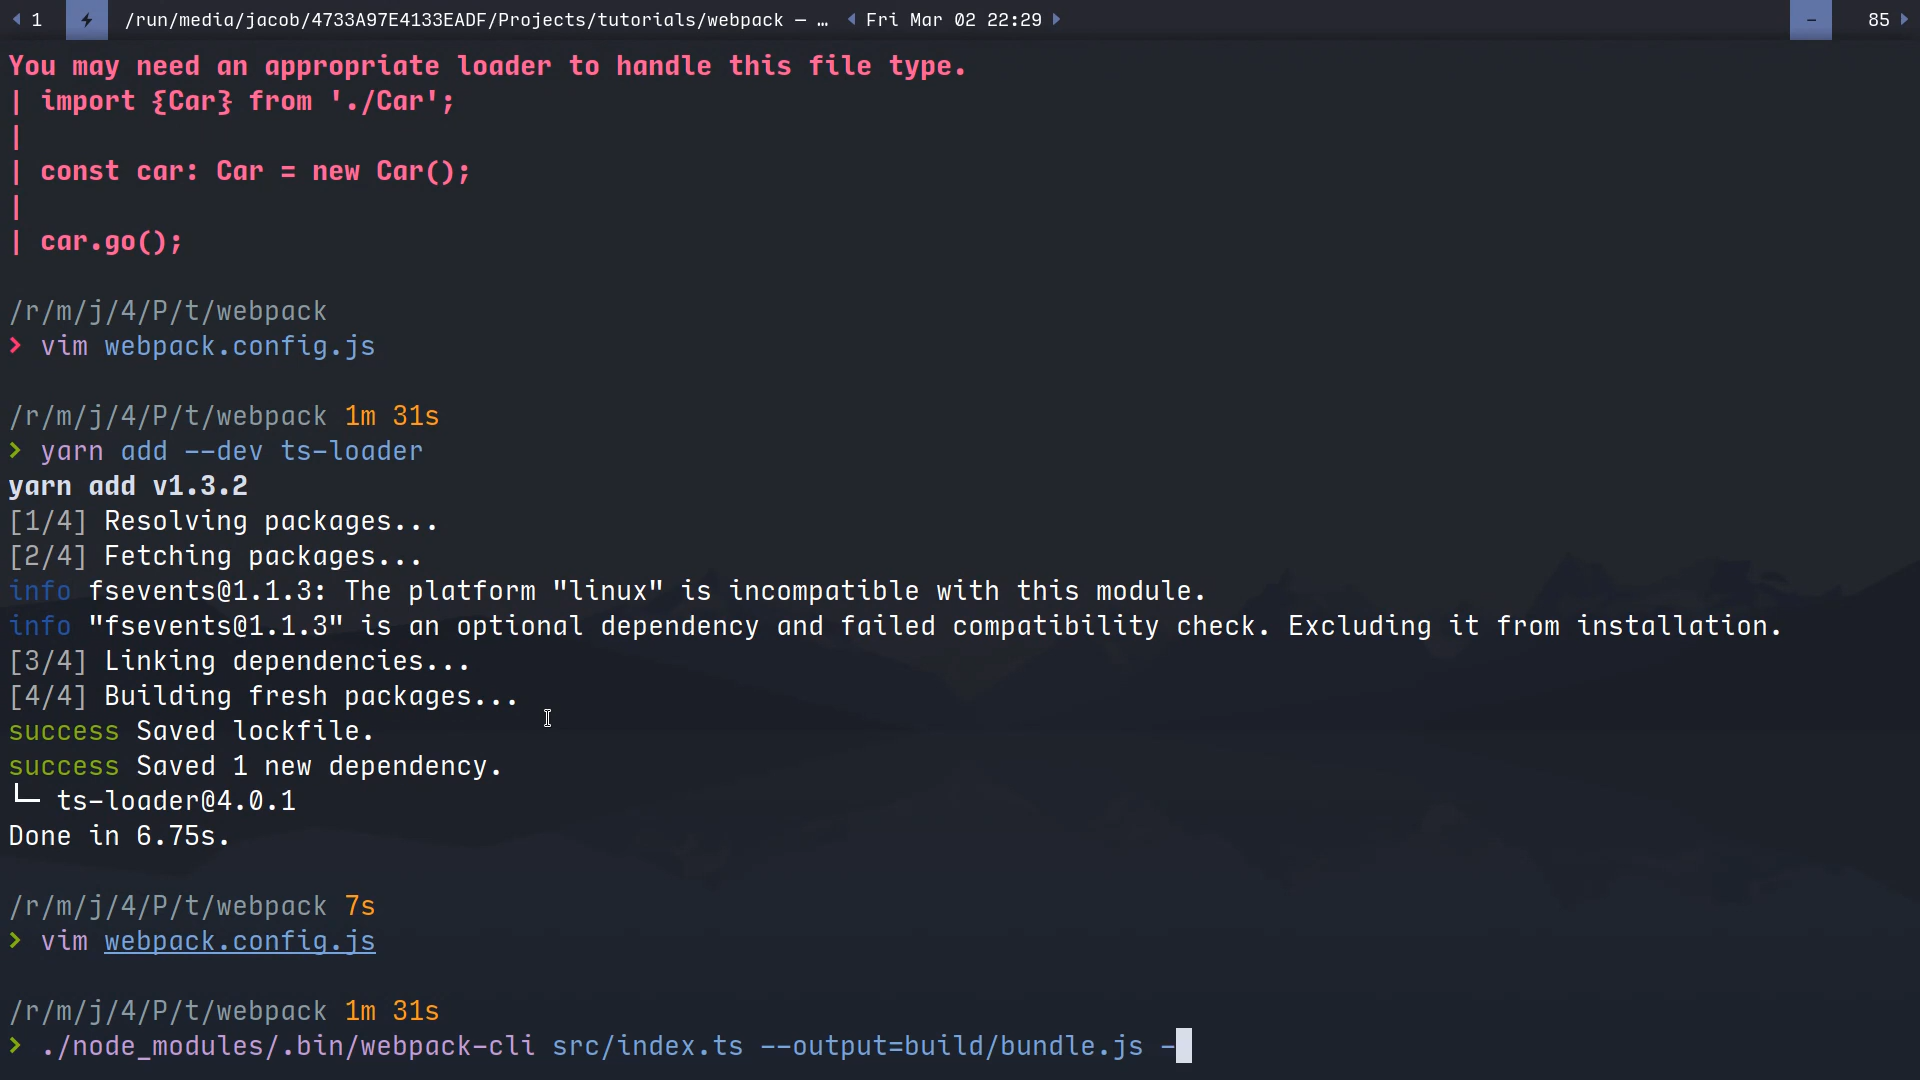 1 /run/media/jacob/4733A97E4133EADF/Projects/tutorials/webpack — … Fri Mar 02 22:29 – 85
You may need an appropriate loader to handle this file type.
| import {Car} from './Car';
|
| const car: Car = new Car();
|
| car.go();
/r/m/j/4/P/t/webpack
> vim webpack.config.js
/r/m/j/4/P/t/webpack 1m 31s
> yarn add --dev ts-loader
yarn add v1.3.2
[1/4] Resolving packages...
[2/4] Fetching packages...
info fsevents@1.1.3: The platform "linux" is incompatible with this module.
info "fsevents@1.1.3" is an optional dependency and failed compatibility check. Excluding it from installation.
[3/4] Linking dependencies...
[4/4] Building fresh packages...
success Saved lockfile.
success Saved 1 new dependency.
└─ ts-loader@4.0.1
Done in 6.75s.
/r/m/j/4/P/t/webpack 7s
> vim webpack.config.js
/r/m/j/4/P/t/webpack 1m 31s
> ./node_modules/.bin/webpack-cli src/index.ts --output=build/bundle.js -